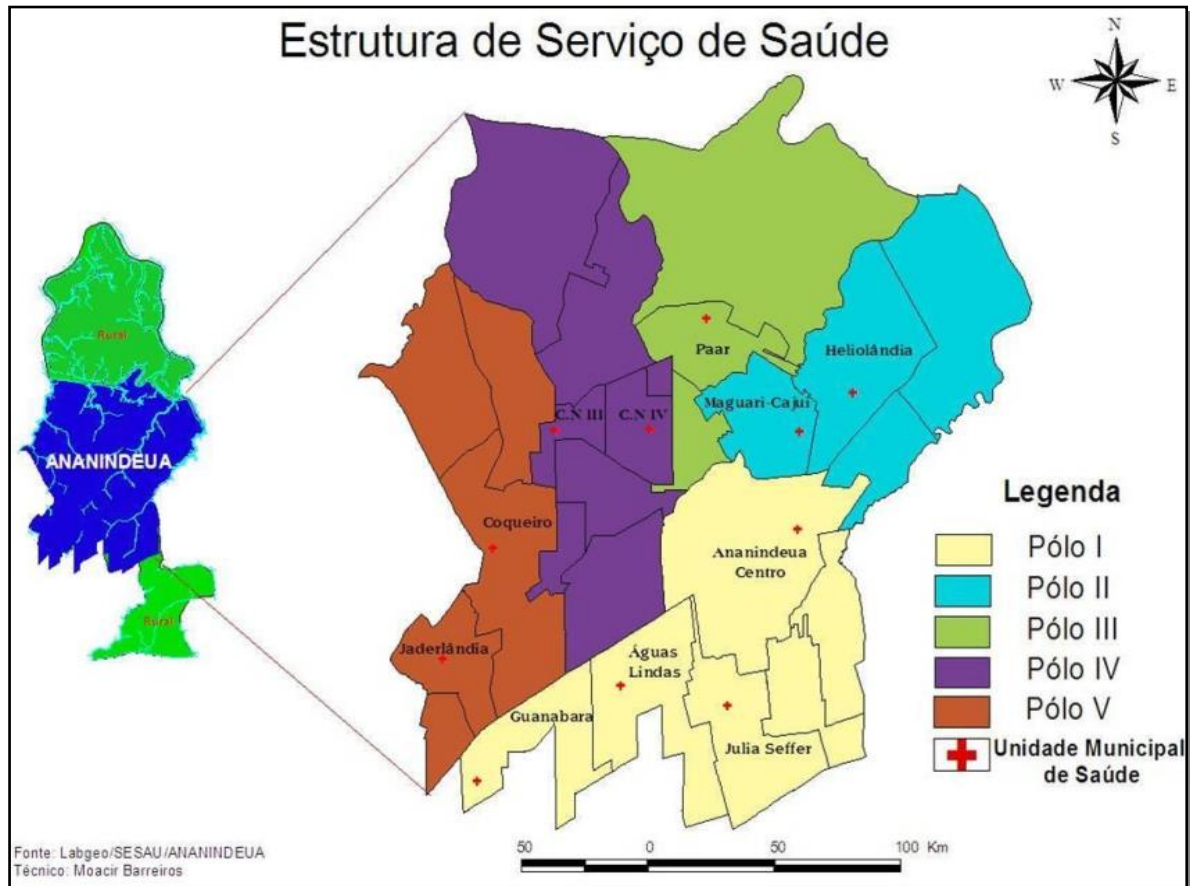 Estrutura de Serviço de Saúde
N
W
E
S
Rural
ANANINDEUA
Rural
Paar
Heliolândia
Maguari-Cajuí
C.N III
C.N IV
Coqueiro
Ananindeua
Centro
Jaderlândia
Águas
Lindas
Guanabara
Julia Seffer
Legenda
Pólo I
Pólo II
Pólo III
Pólo IV
Pólo V
Unidade Municipal
de Saúde
Fonte: Labgeo/SESAU/ANANINDEUA
Técnico: Moacir Barreiros
50 0 50 100 Km